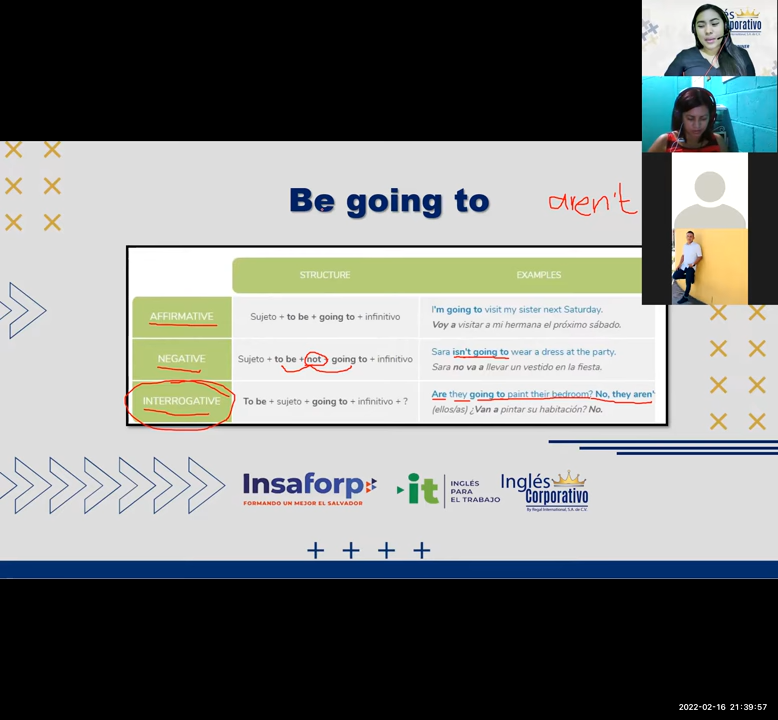 Be going to
aren't
STRUCTURE
EXAMPLES
AFFIRMATIVE
Sujeto + to be + going to + infinitivo
I'm going to visit my sister next Saturday.
Voy a visitar a mi hermana el próximo sábado.
NEGATIVE
Sujeto + to be + not + going to + infinitivo
Sara isn't going to wear a dress at the party.
Sara no va a llevar un vestido en la fiesta.
INTERROGATIVE
To be + sujeto + going to + infinitivo + ?
Are they going to paint their bedroom? No, they aren'
(ellos/as) ¿Van a pintar su habitación? No.
Insaforp
FORMANDO UN MEJOR EL SALVADOR
it
INGLÉS
PARA
EL TRABAJO
Inglés
Corporativo
By Regal International, S.A. de C.V.
2022-02-16 21:39:57